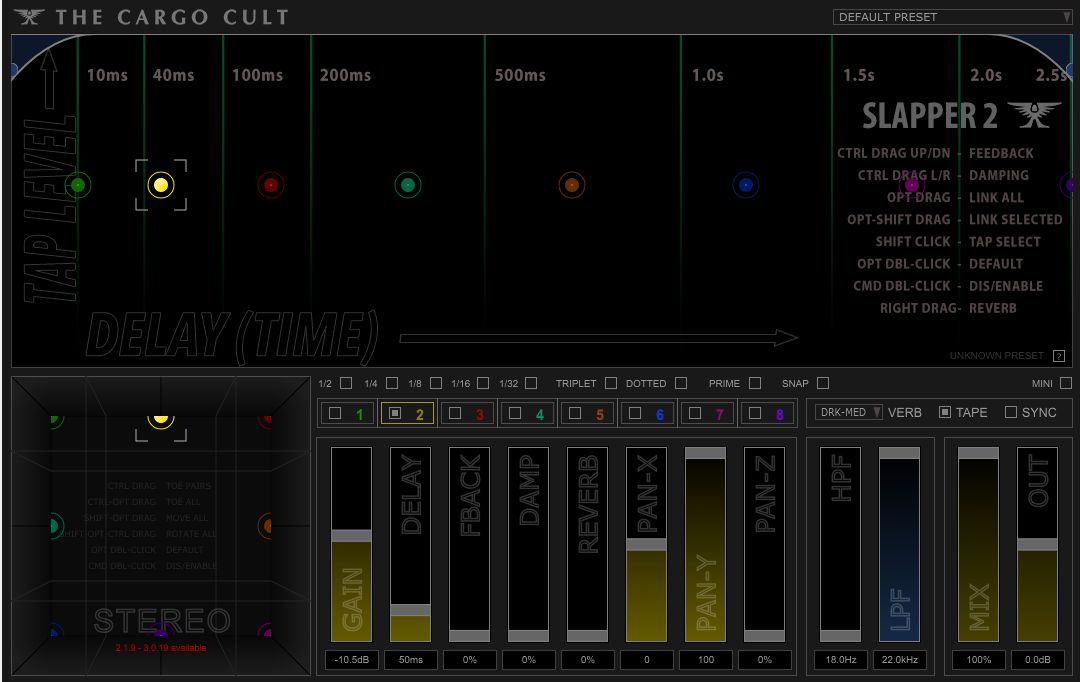 THE CARGO CULT
DEFAULT PRESET
10ms 40ms 100ms 200ms 500ms 1.0s 1.5s 2.0s 2.5s
TAP LEVEL
SLAPPER 2
CTRL DRAG UP/DN - FEEDBACK
CTRL DRAG L/R - DAMPING
OPT DRAG - LINK ALL
OPT-SHIFT DRAG - LINK SELECTED
SHIFT CLICK - TAP SELECT
OPT DBL-CLICK - DEFAULT
CMD DBL-CLICK - DIS/ENABLE
RIGHT DRAG- REVERB
DELAY (TIME)
UNKNOWN PRESET ?
1/2 1/4 1/8 1/16 1/32 TRIPLET DOTTED PRIME SNAP MINI
1 2 3 4 5 6 7 8
DRK-MED VERB TAPE SYNC
CTRL DRAG TOE PAIRS
CTRL-OPT DRAG TOE ALL
SHIFT-OPT DRAG MOVE ALL
SHIFT-OPT-CTRL DRAG ROTATE ALL
OPT DBL-CLICK DEFAULT
CMD DBL-CLICK DIS/ENABLE
STEREO
2.1.9 - 3.0.19 available
GAIN DELAY FBACK DAMP REVERB PAN-X PAN-Y PAN-Z HPF LPF MIX OUT
-10.5dB 50ms 0% 0% 0% 0 100 0% 18.0Hz 22.0kHz 100% 0.0dB